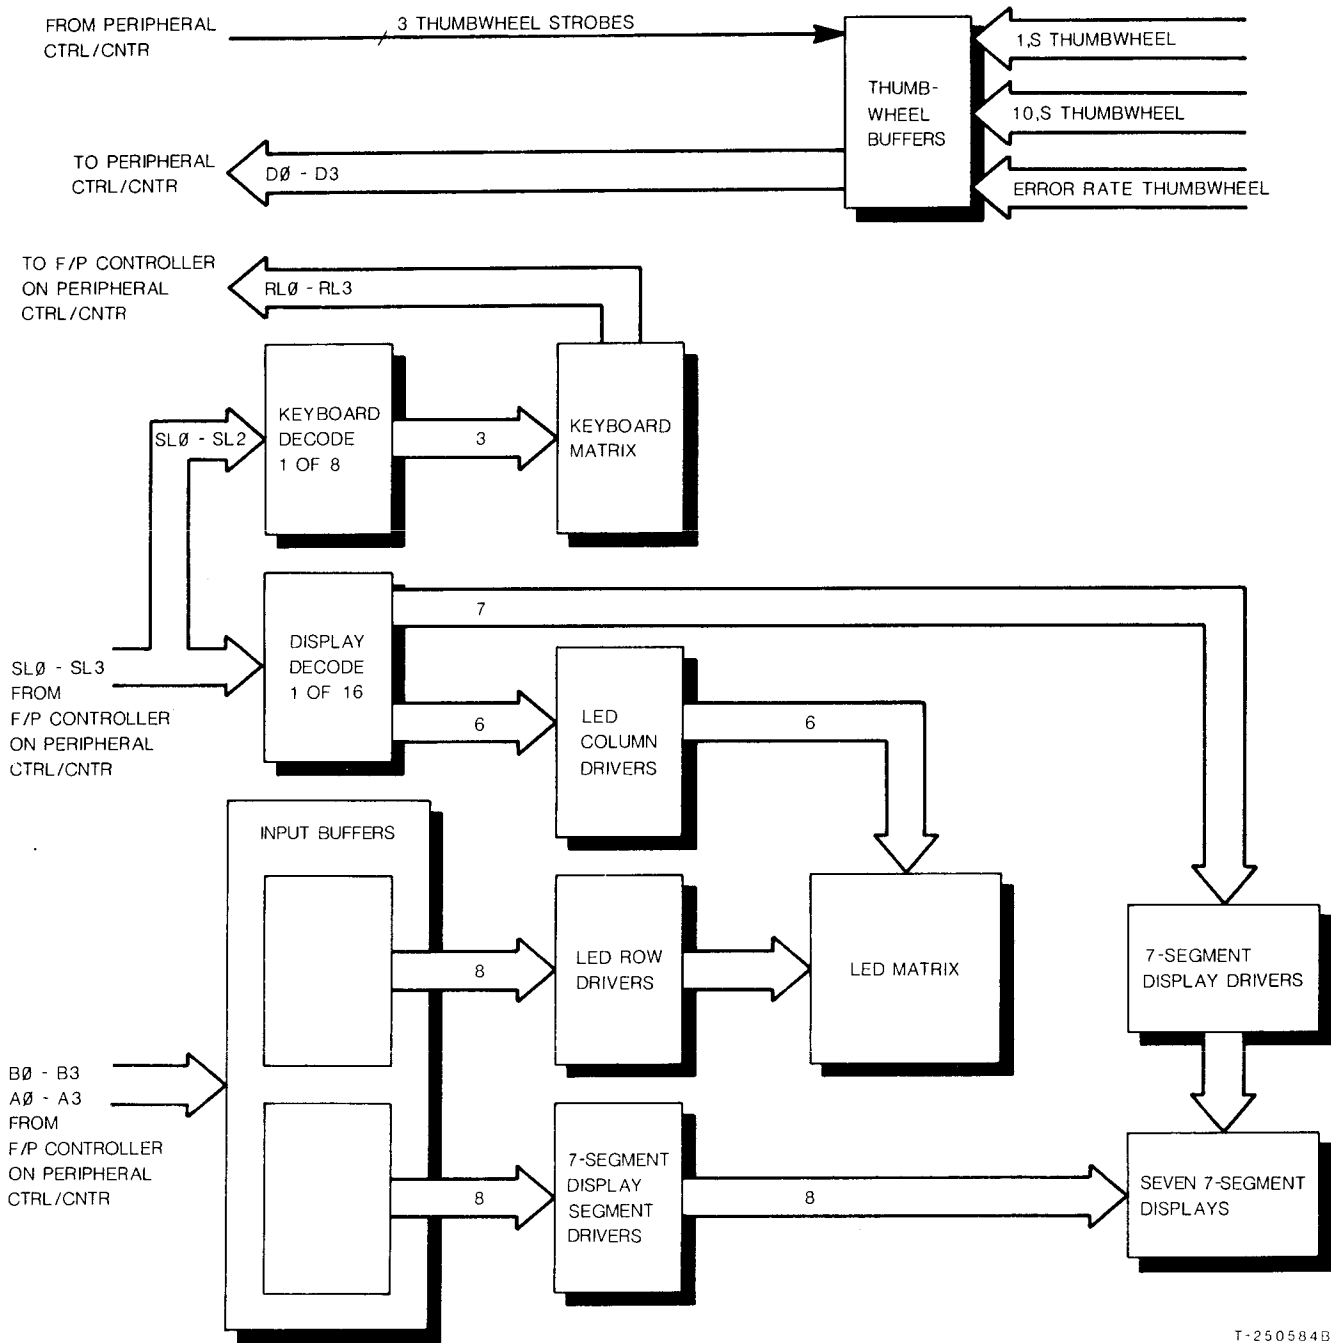 FROM PERIPHERAL
CTRL/CNTR
3 THUMBWHEEL STROBES
THUMB-
WHEEL
BUFFERS
1,S THUMBWHEEL
10,S THUMBWHEEL
ERROR RATE THUMBWHEEL
TO PERIPHERAL
CTRL/CNTR
DØ - D3
TO F/P CONTROLLER
ON PERIPHERAL
CTRL/CNTR
RLØ - RL3
SLØ - SL2
KEYBOARD
DECODE
1 OF 8
3
KEYBOARD
MATRIX
SLØ - SL3
FROM
F/P CONTROLLER
ON PERIPHERAL
CTRL/CNTR
DISPLAY
DECODE
1 OF 16
7
6
LED
COLUMN
DRIVERS
6
INPUT BUFFERS
8
LED ROW
DRIVERS
LED MATRIX
7-SEGMENT
DISPLAY DRIVERS
BØ - B3
AØ - A3
FROM
F/P CONTROLLER
ON PERIPHERAL
CTRL/CNTR
8
7-SEGMENT
DISPLAY
SEGMENT
DRIVERS
8
SEVEN 7-SEGMENT
DISPLAYS
T-250584B